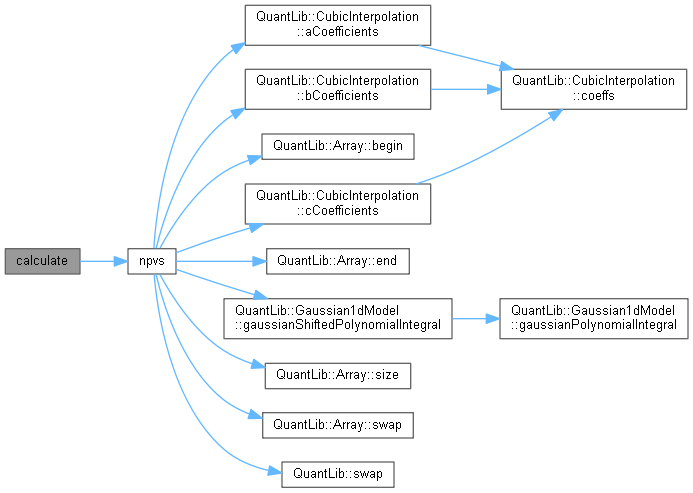 calculate
npvs
QuantLib::CubicInterpolation
::aCoefficients
QuantLib::CubicInterpolation
::bCoefficients
QuantLib::Array::begin
QuantLib::CubicInterpolation
::cCoefficients
QuantLib::Array::end
QuantLib::Gaussian1dModel
::gaussianShiftedPolynomialIntegral
QuantLib::Array::size
QuantLib::Array::swap
QuantLib::swap
QuantLib::CubicInterpolation
::coeffs
QuantLib::Gaussian1dModel
::gaussianPolynomialIntegral